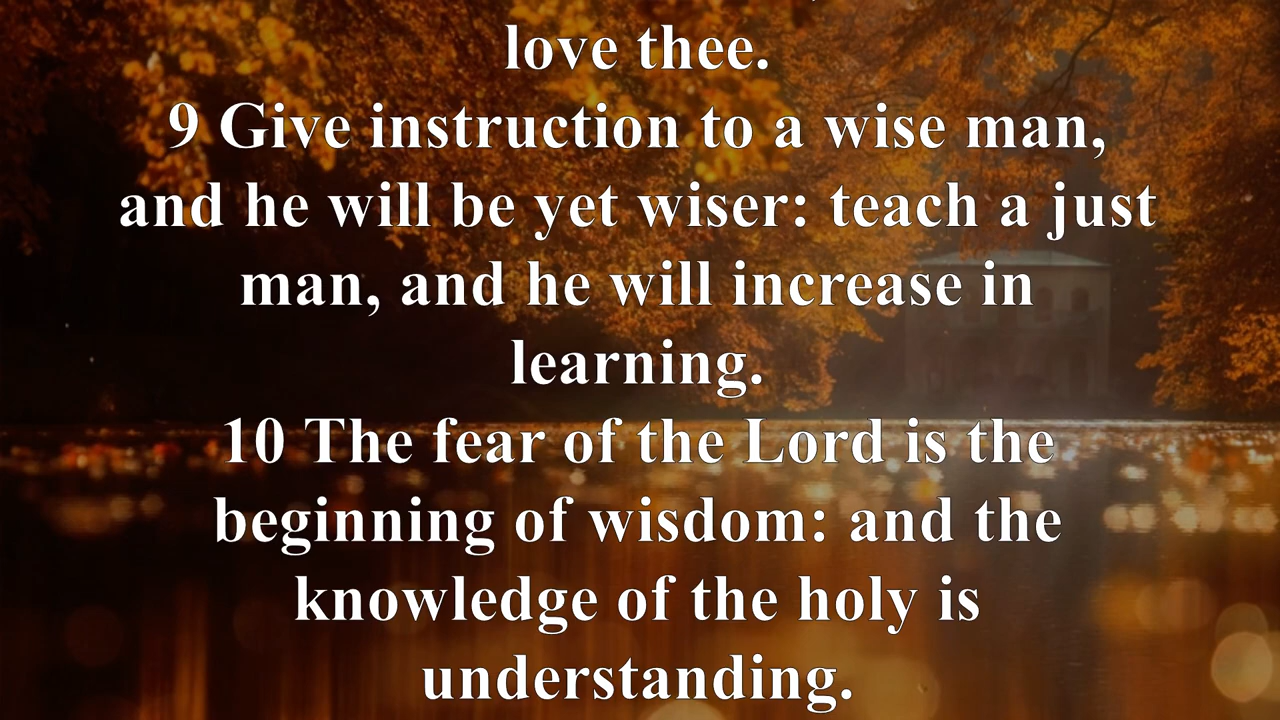 love thee.
9 Give instruction to a wise man,
and he will be yet wiser: teach a just
man, and he will increase in
learning.
10 The fear of the Lord is the
beginning of wisdom: and the
knowledge of the holy is
understanding.